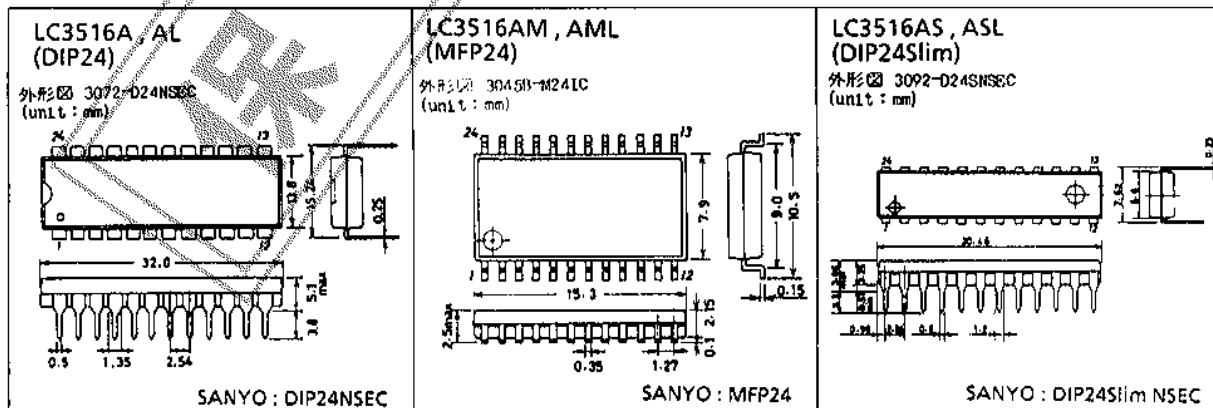 LC3516A , AL
(DIP24)
外形図 3072-D24NSEC
(unit : mm)
24
13
13.8
15.24
0.25
1
32.0
5.1
max
3.8
0.5
1.35
2.54
SANYO : DIP24NSEC
LC3516AM , AML
(MFP24)
外形図 3045B-M24IC
(unit : mm)
24
13
7.9
9.0
10.5
1
12
15.3
0.15
2.5max
2.15
0.1
0.35
1.27
SANYO : MFP24
LC3516AS , ASL
(DIP24Slim)
外形図 3092-D24SNSEC
(unit : mm)
24
13
0.25
7.62
12
SANYO : DIP24Slim NSEC